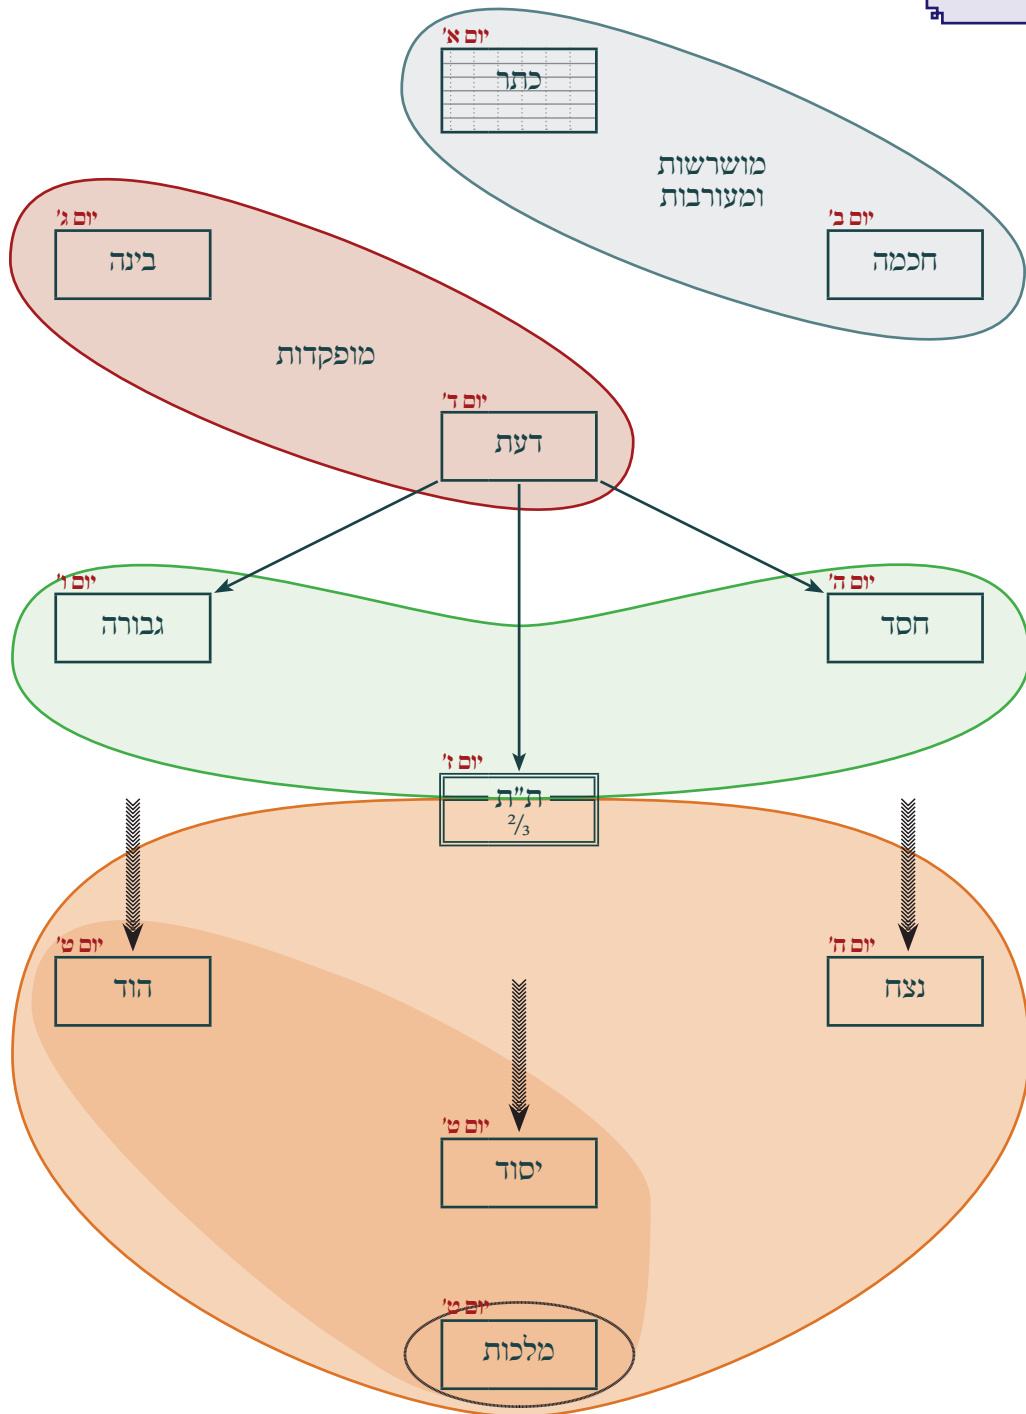 יום א'
כתר
מושרשות
ומעורבות
יום ב'
חכמה
יום ג'
בינה
מופקדות
יום ד'
דעת
יום ה'
חסד
יום ו'
גבורה
יום ז'
ת"ת
2/3
יום ח'
נצח
יום ט'
הוד
יום ט'
יסוד
יום ט'
מלכות